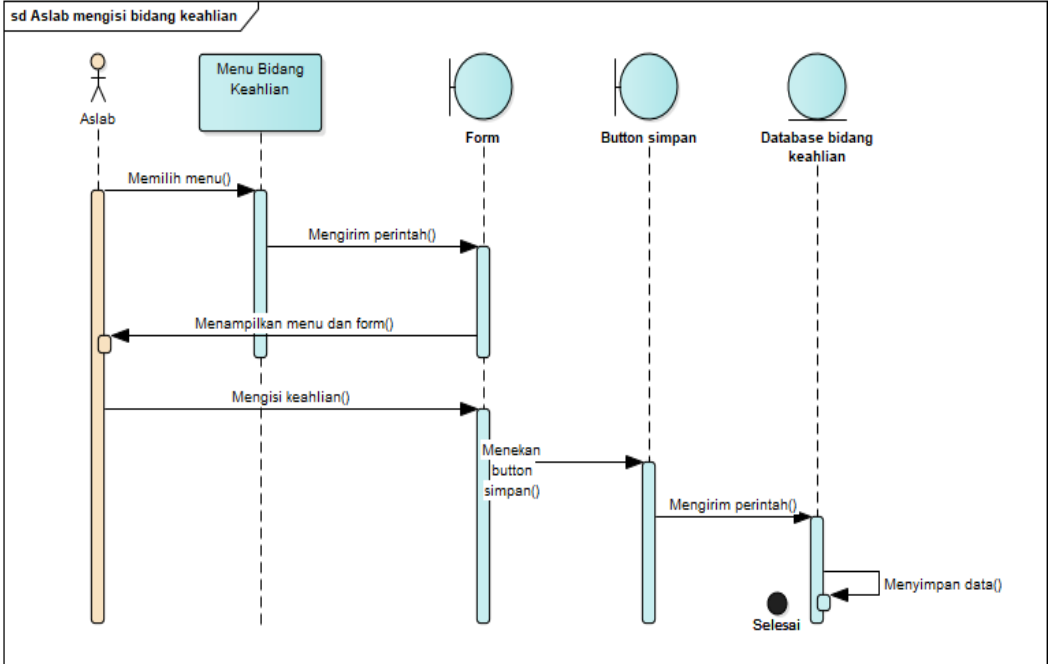 sd Aslab mengisi bidang keahlian
Menu Bidang
Keahlian
Aslab
Form
Button simpan
Database bidang
keahlian
Memilih menu()
Mengirim perintah()
Menampilkan menu dan form()
Mengisi keahlian()
Menekan
button
simpan()
Mengirim perintah()
Menyimpan data()
Selesai